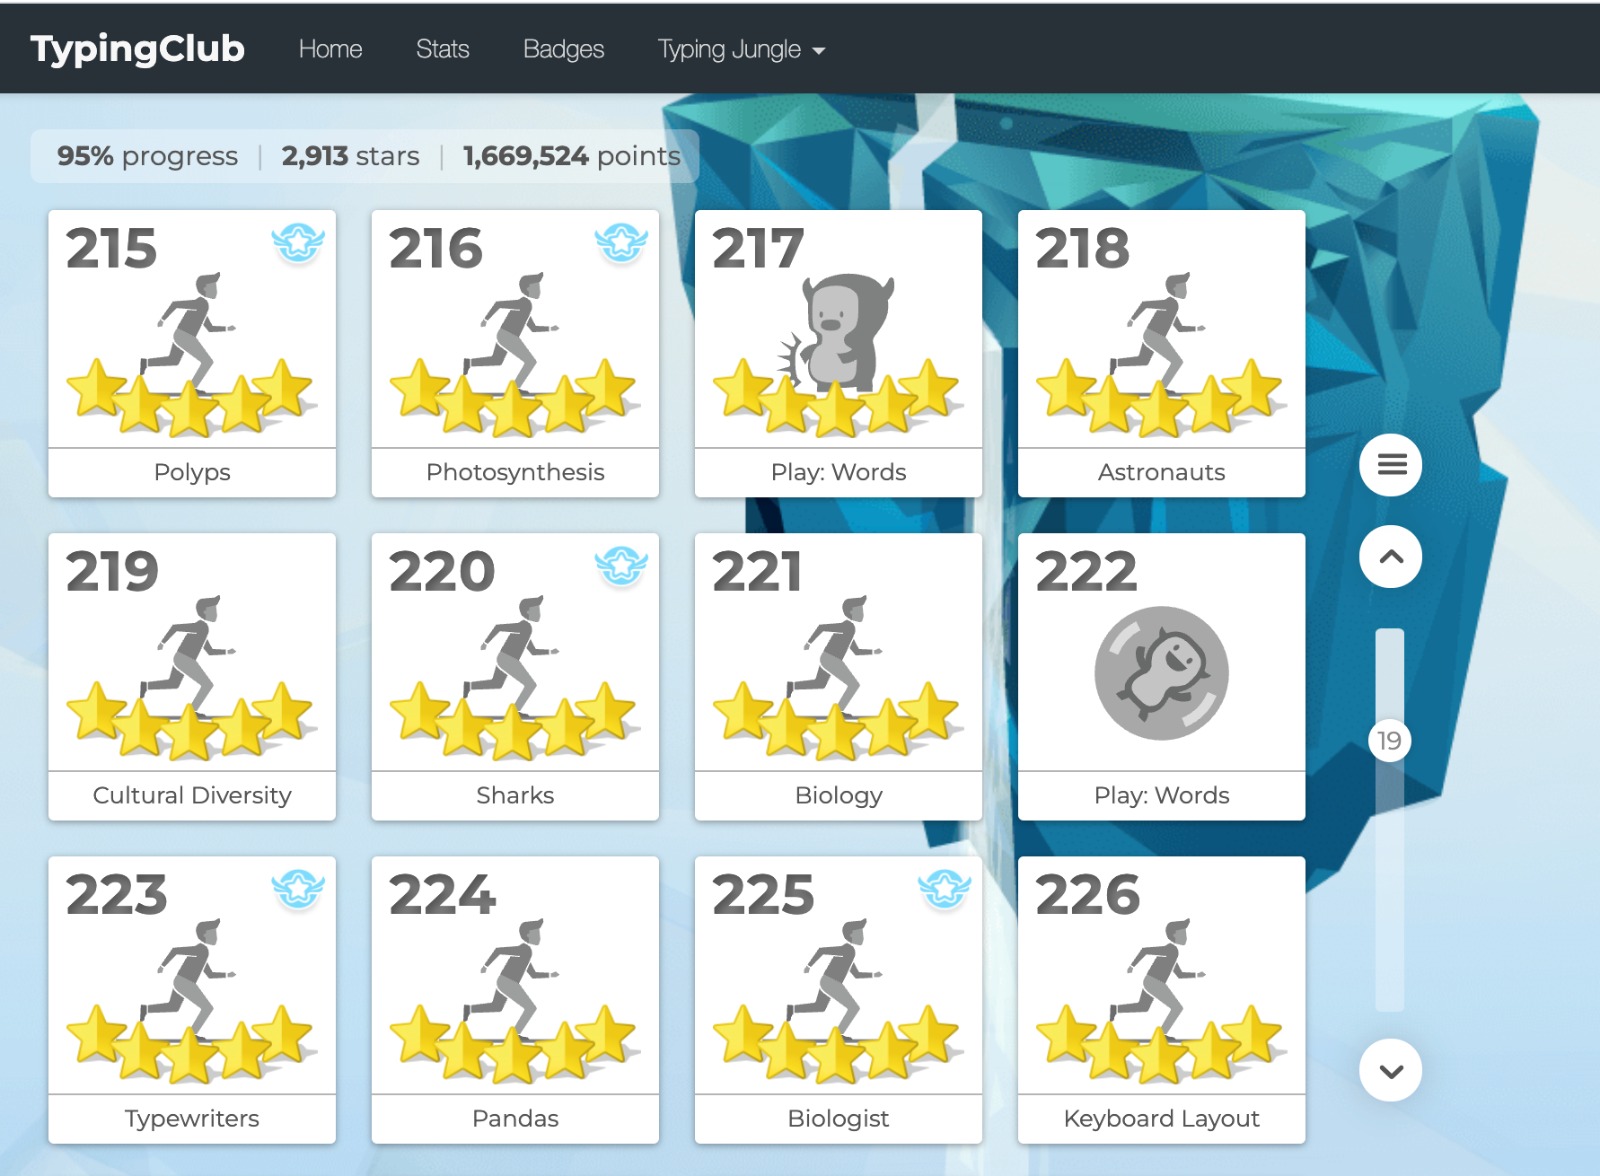 TypingClub Home Stats Badges Typing Jungle
95% progress | 2,913 stars | 1,669,524 points
215 216 217 218
Polyps Photosynthesis Play: Words Astronauts
219 220 221 222
Cultural Diversity Sharks Biology Play: Words
19
223 224 225 226
Typewriters Pandas Biologist Keyboard Layout